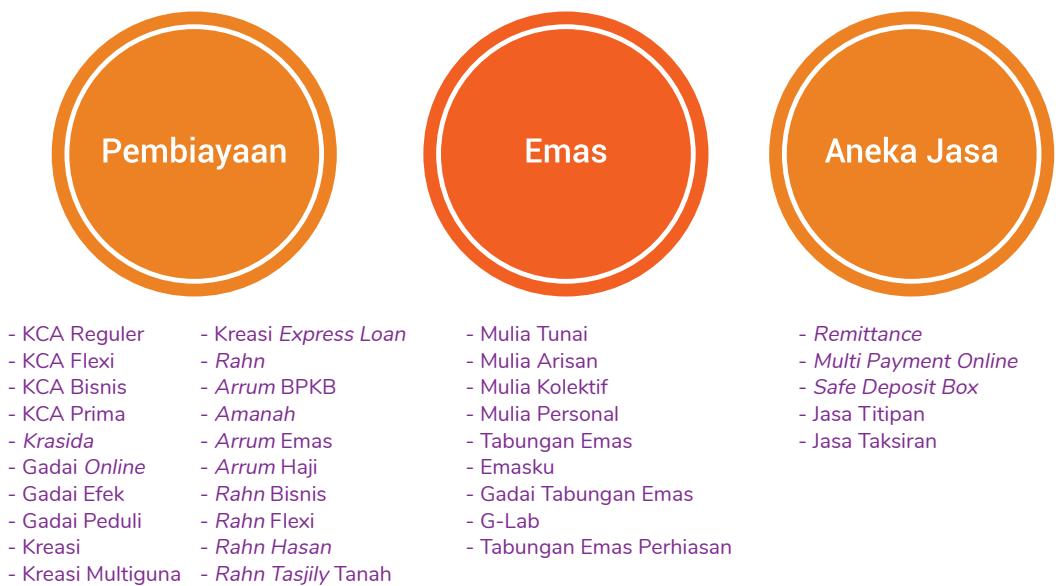 Pembiayaan
- KCA Reguler
- KCA Flexi
- KCA Bisnis
- KCA Prima
- Krasida
- Gadai Online
- Gadai Efek
- Gadai Peduli
- Kreasi
- Kreasi Multiguna
- Kreasi Express Loan
- Rahn
- Arrum BPKB
- Amanah
- Arrum Emas
- Arrum Haji
- Rahn Bisnis
- Rahn Flexi
- Rahn Hasan
- Rahn Tasjily Tanah
Emas
- Mulia Tunai
- Mulia Arisan
- Mulia Kolektif
- Mulia Personal
- Tabungan Emas
- Emasku
- Gadai Tabungan Emas
- G-Lab
- Tabungan Emas Perhiasan
Aneka Jasa
- Remittance
- Multi Payment Online
- Safe Deposit Box
- Jasa Titipan
- Jasa Taksiran